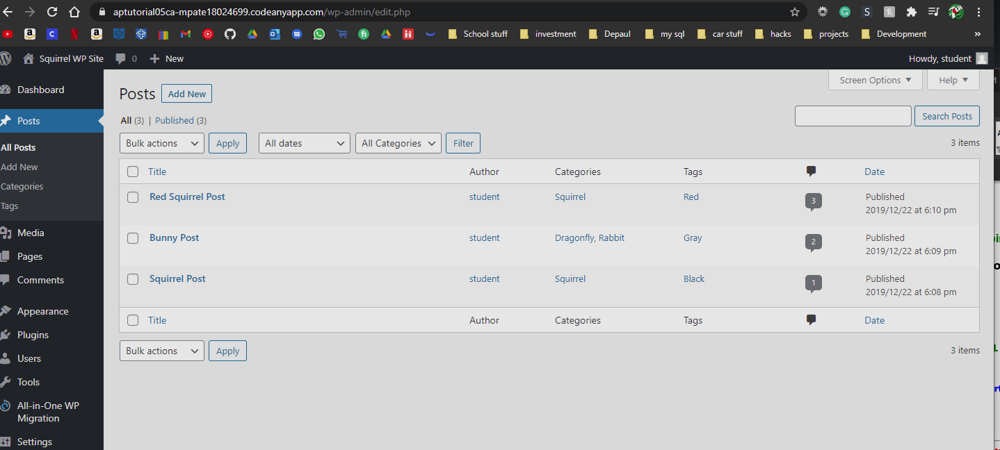 aptutorial05ca-mpate18024699.codeanyapp.com/wp-admin/edit.php
School stuff investment Depaul my sql car stuff hacks projects Development »
Squirrel WP Site 0 + New Howdy, student
Screen Options ▼ Help ▼
Dashboard
Posts
All Posts
Add New
Categories
Tags
Media
Pages
Comments
Appearance
Plugins
Users
Tools
All-in-One WP
Migration
Settings
Posts Add New
All (3) | Published (3)
Search Posts
Bulk actions Apply All dates All Categories Filter 3 items
Title Author Categories Tags Date
Red Squirrel Post student Squirrel Red 3 Published
2019/12/22 at 6:10 pm
Bunny Post student Dragonfly, Rabbit Gray 2 Published
2019/12/22 at 6:09 pm
Squirrel Post student Squirrel Black 1 Published
2019/12/22 at 6:08 pm
Title Author Categories Tags Date
Bulk actions Apply 3 items